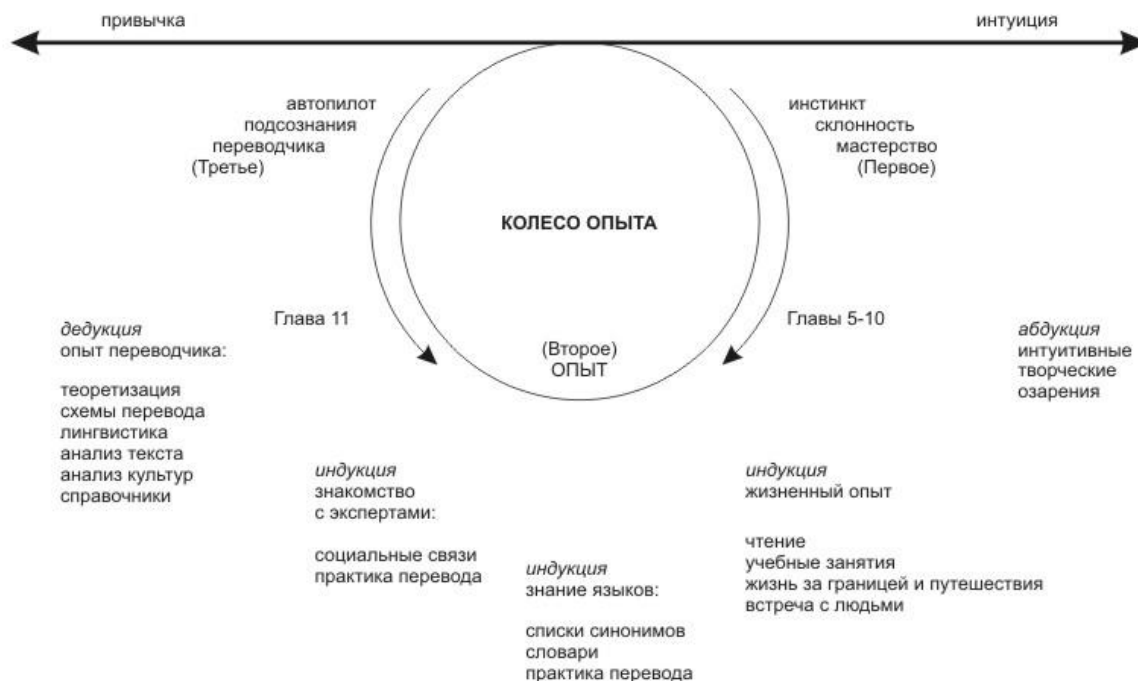 привычка
интуиция
автопилот
подсознания
переводчика
(Третье)
инстинкт
склонность
мастерство
(Первое)
КОЛЕСО ОПЫТА
Глава 11
Главы 5-10
(Второе)
ОПЫТ
дедукция
опыт переводчика:
теоретизация
схемы перевода
лингвистика
анализ текста
анализ культур
справочники
индукция
знакомство
с экспертами:
социальные связи
практика перевода
индукция
знание языков:
списки синонимов
словари
практика перевода
индукция
жизненный опыт
чтение
учебные занятия
жизнь за границей и путешествия
встреча с людьми
абдукция
интуитивные
творческие
озарения